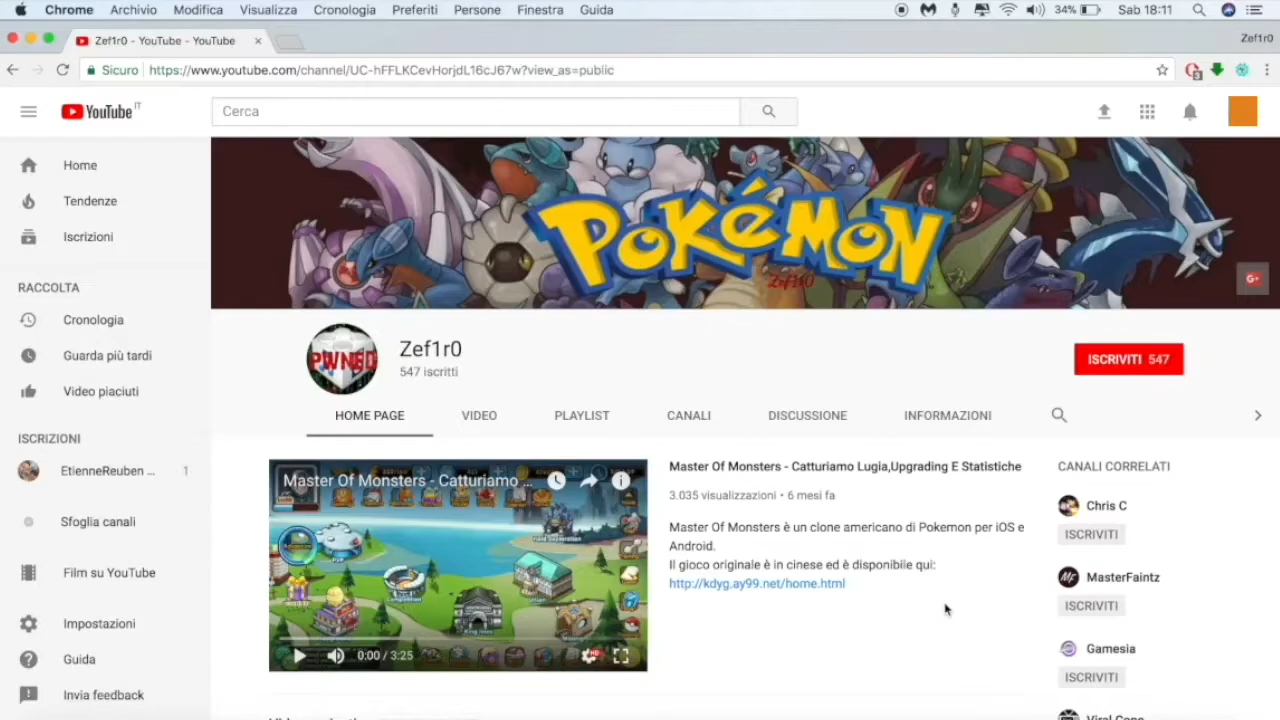 Chrome Archivio Modifica Visualizza Cronologia Preferiti Persone Finestra Guida 34% Sab 18:11
Zef1r0 - YouTube - YouTube
Zef1r0
Sicuro https://www.youtube.com/channel/UC-hFFLKCevHorjdL16cJ67w?view_as=public
YouTube IT
Cerca
Home
Tendenze
Iscrizioni
RACCOLTA
Cronologia
Guarda più tardi
Video piaciuti
ISCRIZIONI
EtienneReuben ... 1
Sfoglia canali
Film su YouTube
Impostazioni
Guida
Invia feedback
POKéMON
Zef1r0
G+
PWNED
Zef1r0
547 iscritti
ISCRIVITI 547
HOME PAGE VIDEO PLAYLIST CANALI DISCUSSIONE INFORMAZIONI
Master Of Monsters - Catturiamo ...
0:00 / 3:25
HD
Master Of Monsters - Catturiamo Lugia,Upgrading E Statistiche
3.035 visualizzazioni • 6 mesi fa
Master Of Monsters è un clone americano di Pokemon per iOS e
Android.
Il gioco originale è in cinese ed è disponibile qui:
http://kdyg.ay99.net/home.html
CANALI CORRELATI
Chris C
ISCRIVITI
MasterFaintz
ISCRIVITI
Gamesia
ISCRIVITI